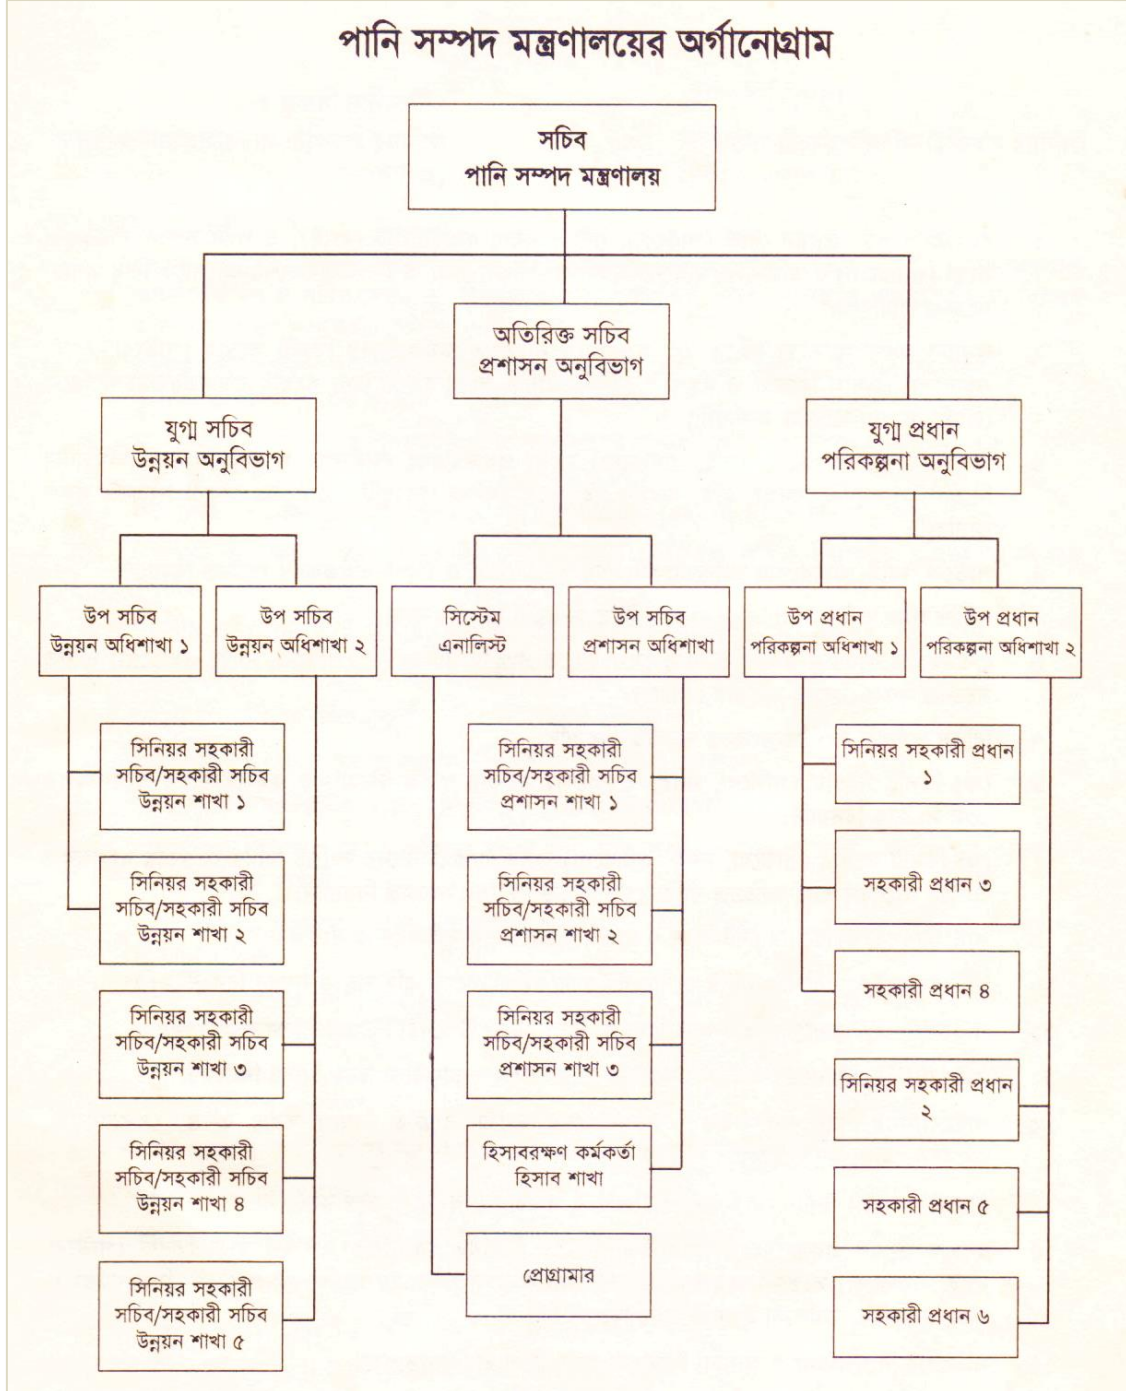 পানি সম্পদ মন্ত্রণালয়ের অর্গানোগ্রাম
সচিব
পানি সম্পদ মন্ত্রণালয়
অতিরিক্ত সচিব
প্রশাসন অনুবিভাগ
যুগ্ম সচিব
উন্নয়ন অনুবিভাগ
যুগ্ম প্রধান
পরিকল্পনা অনুবিভাগ
উপ সচিব
উন্নয়ন অধিশাখা ১
উপ সচিব
উন্নয়ন অধিশাখা ২
সিস্টেম
এনালিস্ট
উপ সচিব
প্রশাসন অধিশাখা
উপ প্রধান
পরিকল্পনা অধিশাখা ১
উপ প্রধান
পরিকল্পনা অধিশাখা ২
সিনিয়র সহকারী
সচিব/সহকারী সচিব
উন্নয়ন শাখা ১
সিনিয়র সহকারী
সচিব/সহকারী সচিব
উন্নয়ন শাখা ২
সিনিয়র সহকারী
সচিব/সহকারী সচিব
উন্নয়ন শাখা ৩
সিনিয়র সহকারী
সচিব/সহকারী সচিব
উন্নয়ন শাখা ৪
সিনিয়র সহকারী
সচিব/সহকারী সচিব
উন্নয়ন শাখা ৫
সিনিয়র সহকারী
সচিব/সহকারী সচিব
প্রশাসন শাখা ১
সিনিয়র সহকারী
সচিব/সহকারী সচিব
প্রশাসন শাখা ২
সিনিয়র সহকারী
সচিব/সহকারী সচিব
প্রশাসন শাখা ৩
হিসাবরক্ষণ কর্মকর্তা
হিসাব শাখা
প্রোগ্রামার
সিনিয়র সহকারী প্রধান
১
সহকারী প্রধান ৩
সহকারী প্রধান ৪
সিনিয়র সহকারী প্রধান
২
সহকারী প্রধান ৫
সহকারী প্রধান ৬